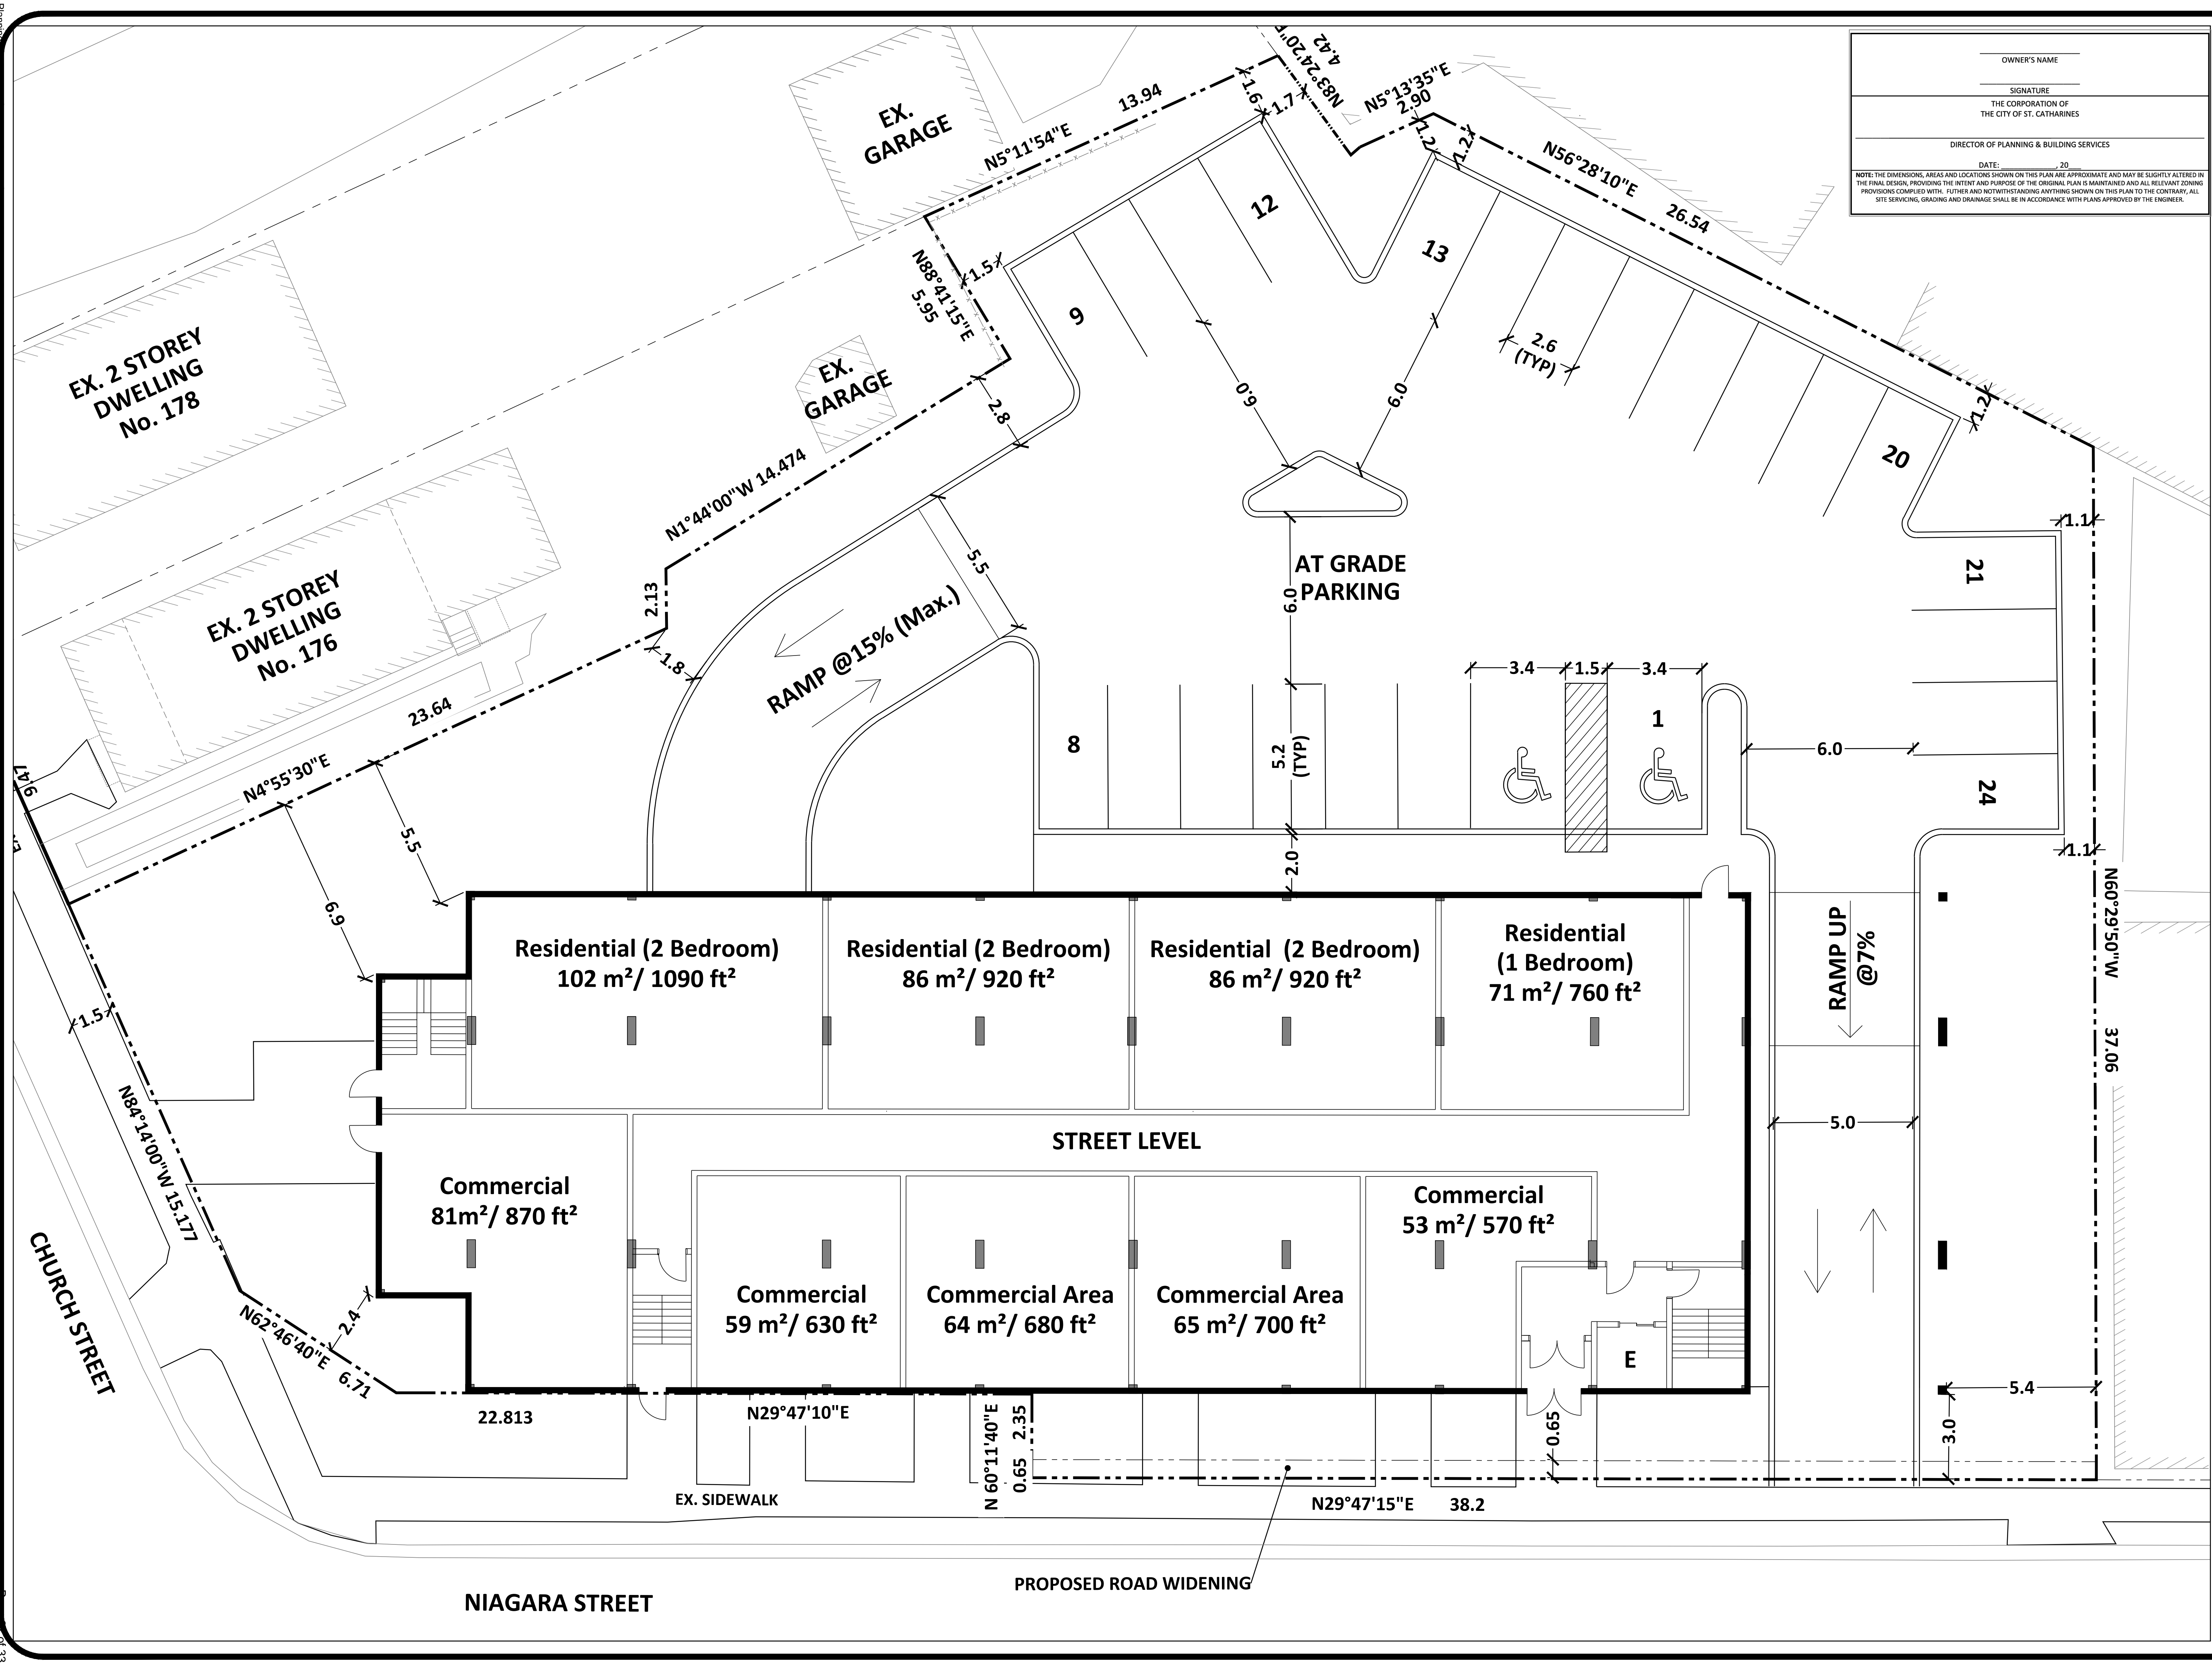 OWNER'S NAME
SIGNATURE
THE CORPORATION OF
THE CITY OF ST. CATHARINES
DIRECTOR OF PLANNING & BUILDING SERVICES
DATE: ____________, 20___
NOTE: THE DIMENSIONS, AREAS AND LOCATIONS SHOWN ON THIS PLAN ARE APPROXIMATE AND MAY BE SLIGHTLY ALTERED IN
THE FINAL DESIGN, PROVIDING THE INTENT AND PURPOSE OF THE ORIGINAL PLAN IS MAINTAINED AND ALL RELEVANT ZONING
PROVISIONS COMPLIED WITH. FUTHER AND NOTWITHSTANDING ANYTHING SHOWN ON THIS PLAN TO THE CONTRARY, ALL
SITE SERVICING, GRADING AND DRAINAGE SHALL BE IN ACCORDANCE WITH PLANS APPROVED BY THE ENGINEER.
N83°24'20"
4.42
N5°13'35"E
2.90
1.6
1.7
1.2
1.2
13.94
N5°11'54"E
EX.
GARAGE
N56°28'10"E
26.54
12
13
9
1.5
N88°41'15"E
5.95
2.6
(TYP)
6.0
6.0
1.2
20
EX. 2 STOREY
DWELLING
No. 178
EX.
GARAGE
2.8
N1°44'00"W 14.474
1.1
21
5.5
AT GRADE
PARKING
6.0
2.13
EX. 2 STOREY
DWELLING
No. 176
RAMP @15% (Max.)
1.8
3.4
1.5
3.4
1
8
5.2
(TYP)
6.0
24
23.64
N4°55'30"E
9.47
5.5
6.9
2.0
1.1
N60°29'50"W 37.06
Residential (2 Bedroom)
102 m²/ 1090 ft²
Residential (2 Bedroom)
86 m²/ 920 ft²
Residential (2 Bedroom)
86 m²/ 920 ft²
Residential
(1 Bedroom)
71 m²/ 760 ft²
RAMP UP
@7%
1.5
N84°14'00"W 15.177
5.0
STREET LEVEL
Commercial
81m²/ 870 ft²
Commercial
53 m²/ 570 ft²
Commercial
59 m²/ 630 ft²
Commercial Area
64 m²/ 680 ft²
Commercial Area
65 m²/ 700 ft²
E
CHURCH STREET
2.4
N62°46'40"E
6.71
22.813
N29°47'10"E
N 60°11'40"E
0.65 2.35
0.65
5.4
3.0
EX. SIDEWALK
N29°47'15"E 38.2
PROPOSED ROAD WIDENING
NIAGARA STREET